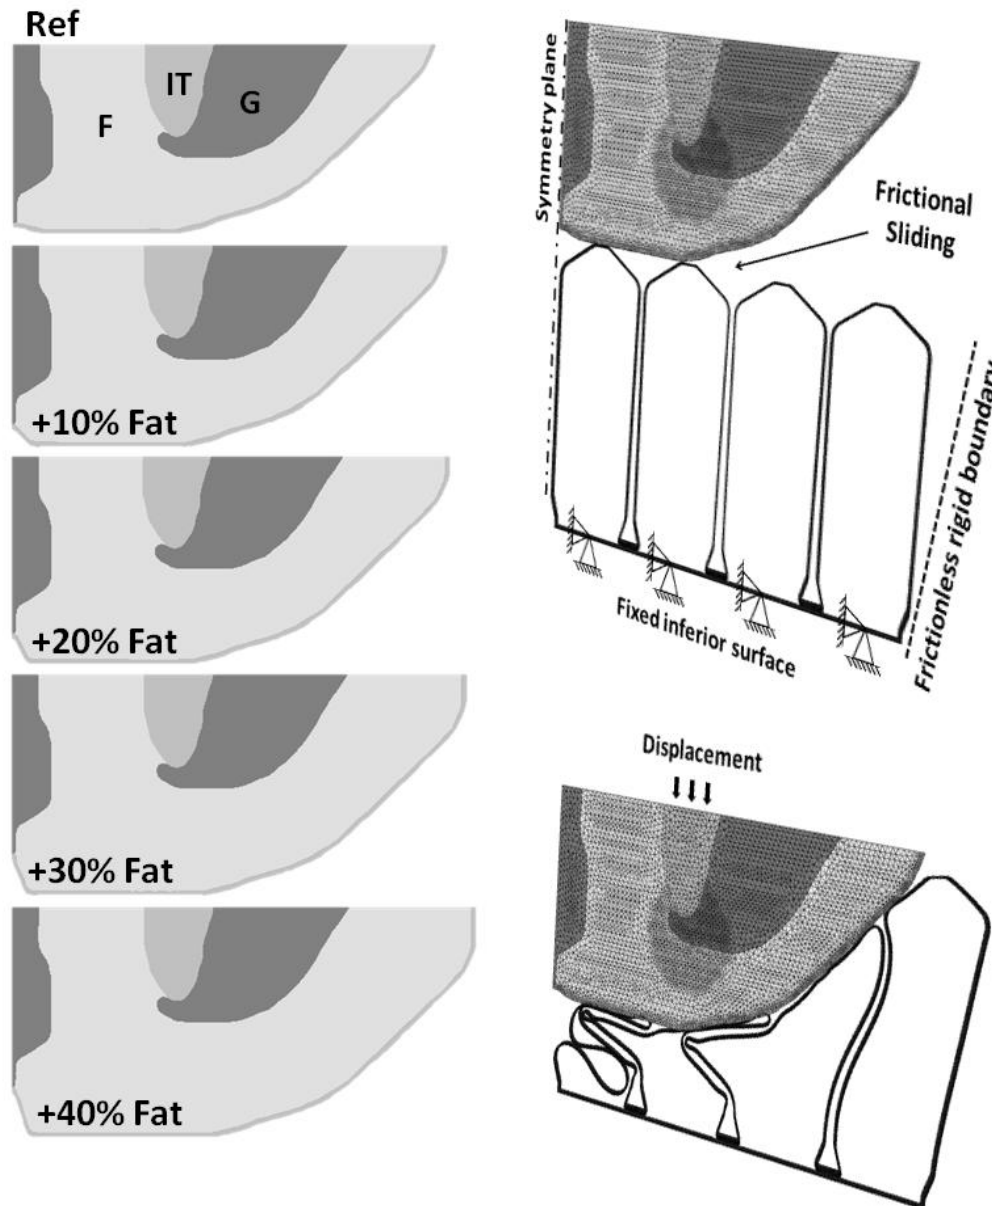 Ref
IT
G
F
+10% Fat
+20% Fat
+30% Fat
+40% Fat
Symmetry plane
Frictional
Sliding
Frictionless rigid boundary
Fixed inferior surface
Displacement